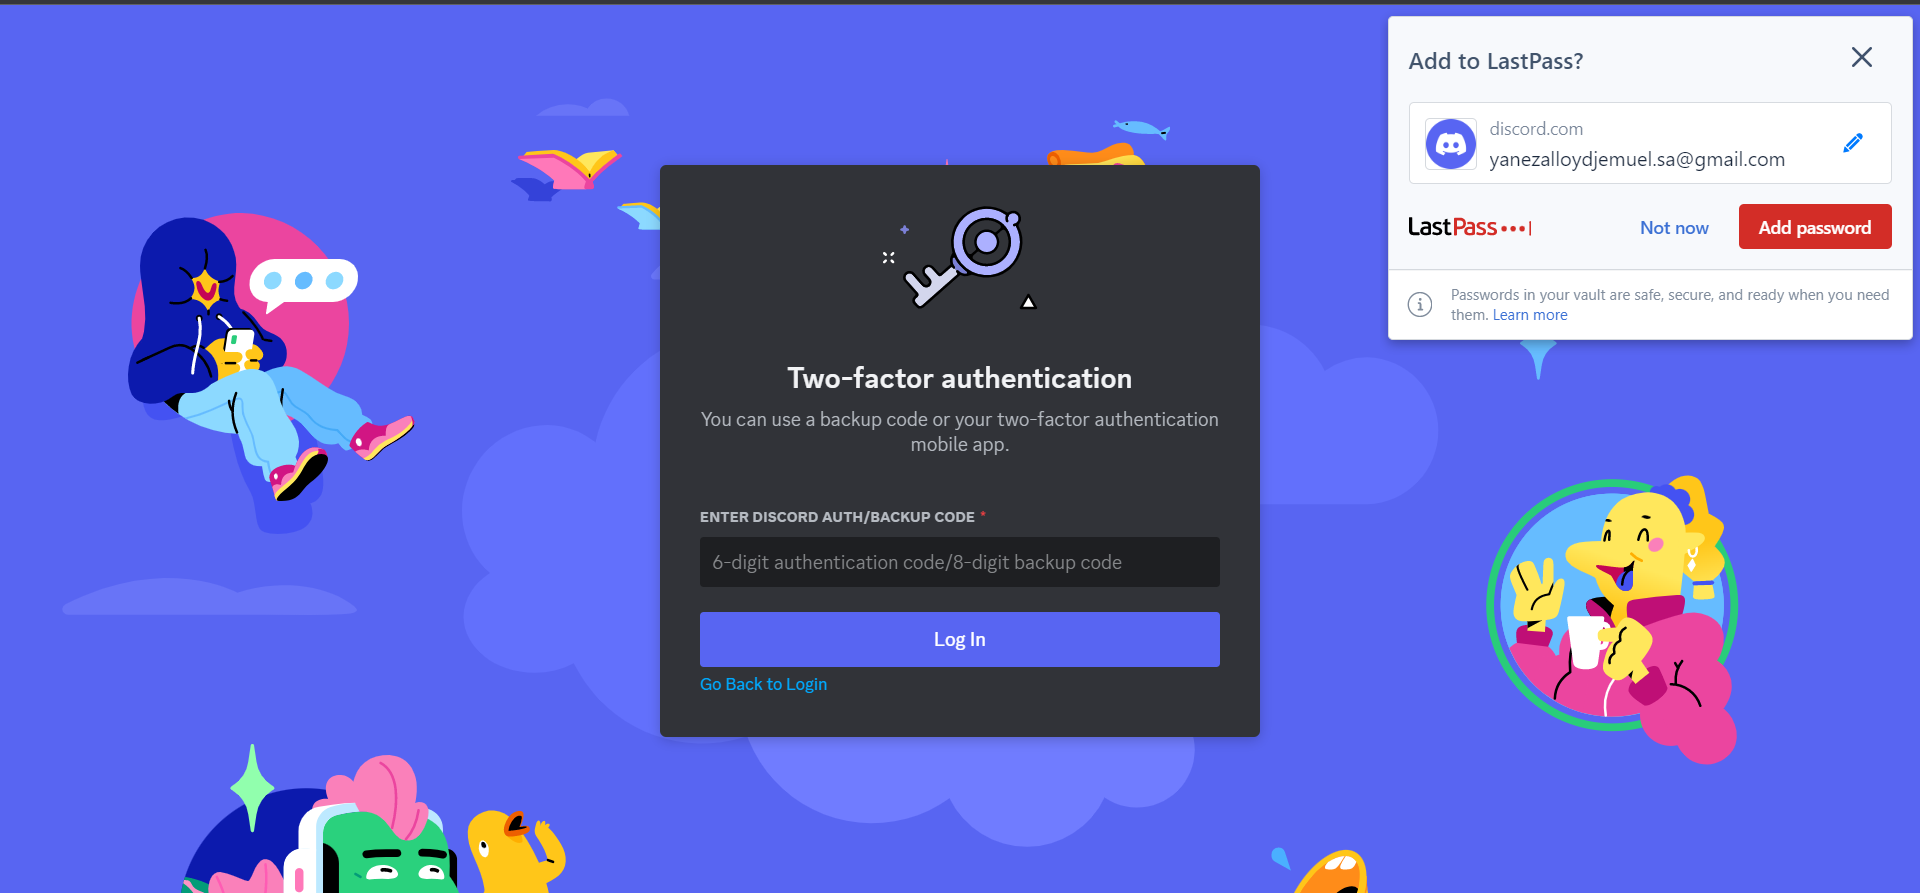 Add to LastPass?
discord.com
yanezalloydjemuel.sa@gmail.com
LastPass
Not now
Add password
Passwords in your vault are safe, secure, and ready when you need
them. Learn more
Two-factor authentication
You can use a backup code or your two-factor authentication
mobile app.
ENTER DISCORD AUTH/BACKUP CODE *
6-digit authentication code/8-digit backup code
Log In
Go Back to Login